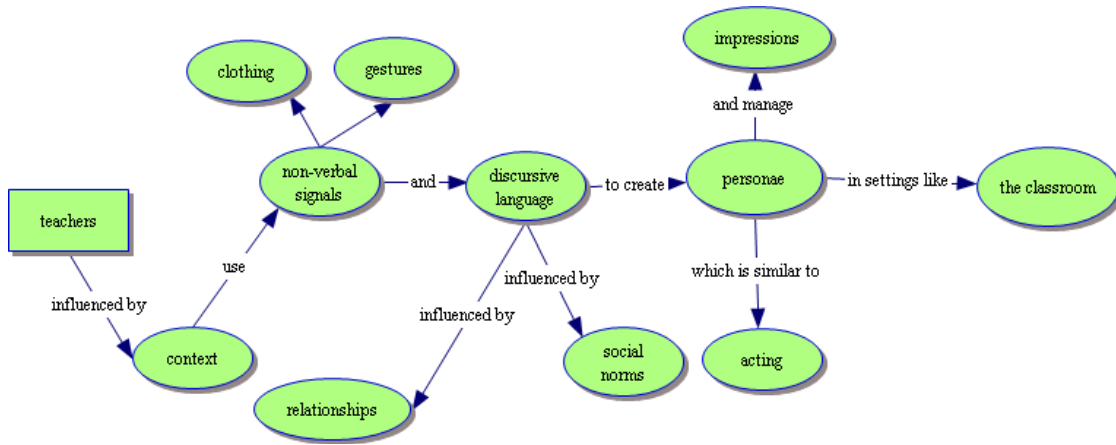 teachers
influenced by
context
use
non-verbal
signals
clothing
gestures
and
discursive
language
influenced by
relationships
influenced by
social
norms
to create
personae
and manage
impressions
which is similar to
acting
in settings like
the classroom